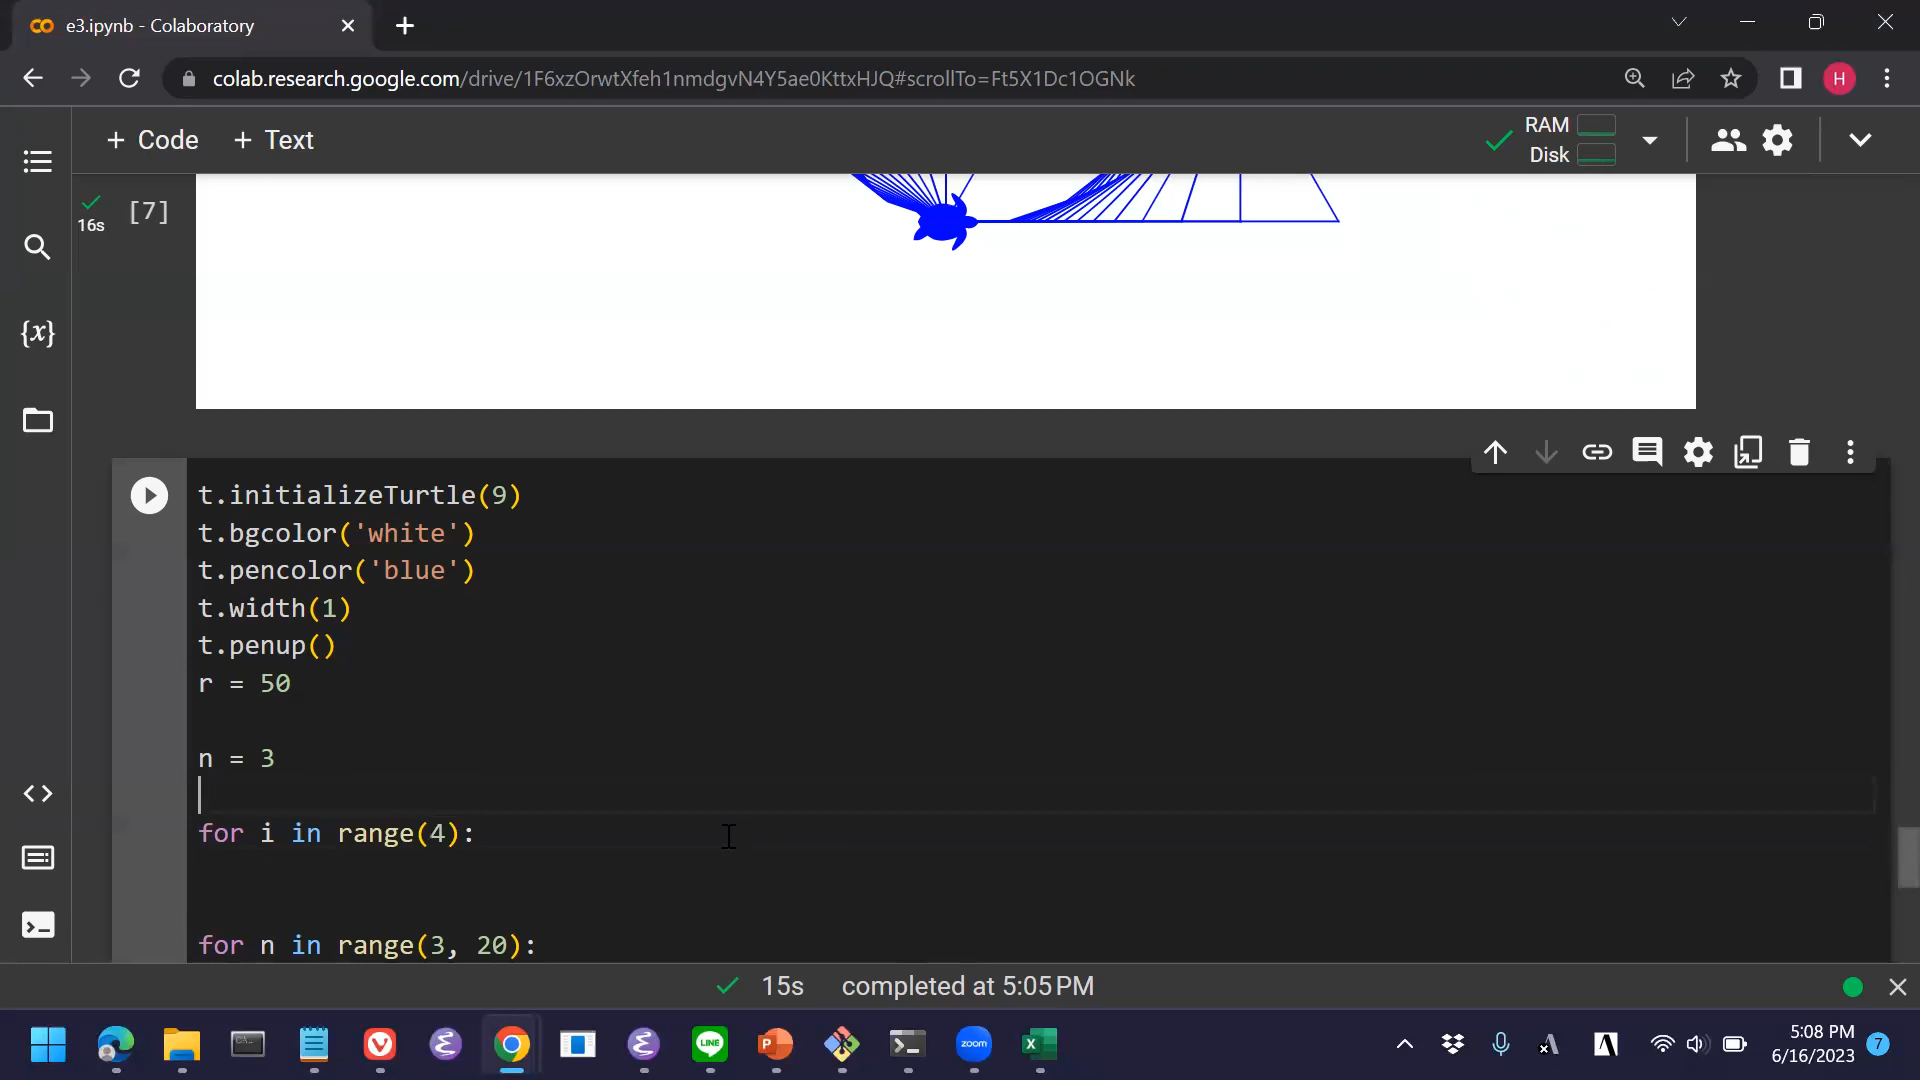 e3.ipynb - Colaboratory
colab.research.google.com/drive/1F6xzOrwtXfeh1nmdgvN4Y5ae0KttxHJQ#scrollTo=Ft5X1Dc1OGNk
H
+ Code + Text
RAM
Disk
16s
[7]
{x}
t.initializeTurtle(9)
t.bgcolor('white')
t.pencolor('blue')
t.width(1)
t.penup()
r = 50
n = 3
for i in range(4):
for n in range(3, 20):
15s completed at 5:05 PM
LINE
P
zoom
X
A
5:08 PM
6/16/2023
7